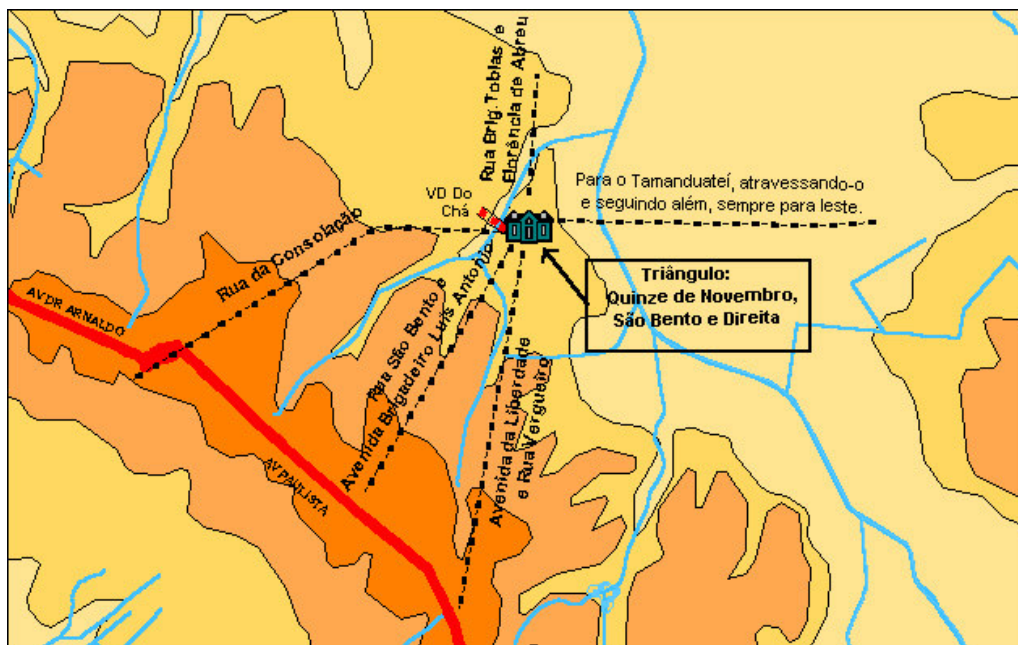 Rua Brig. Tobias e
Florência de Abreu
VD Do
Chá
Para o Tamanduateí, atravessando-o
e seguindo além, sempre para leste.
Rua da Consolação
Triângulo:
Quinze de Novembro,
São Bento e Direita
AV DR ARNALDO
Rua São Bento e
Avenida Brigadeiro Luís Antonio
Avenida da Liberdade
e Rua Vergueiro
AV PAULISTA